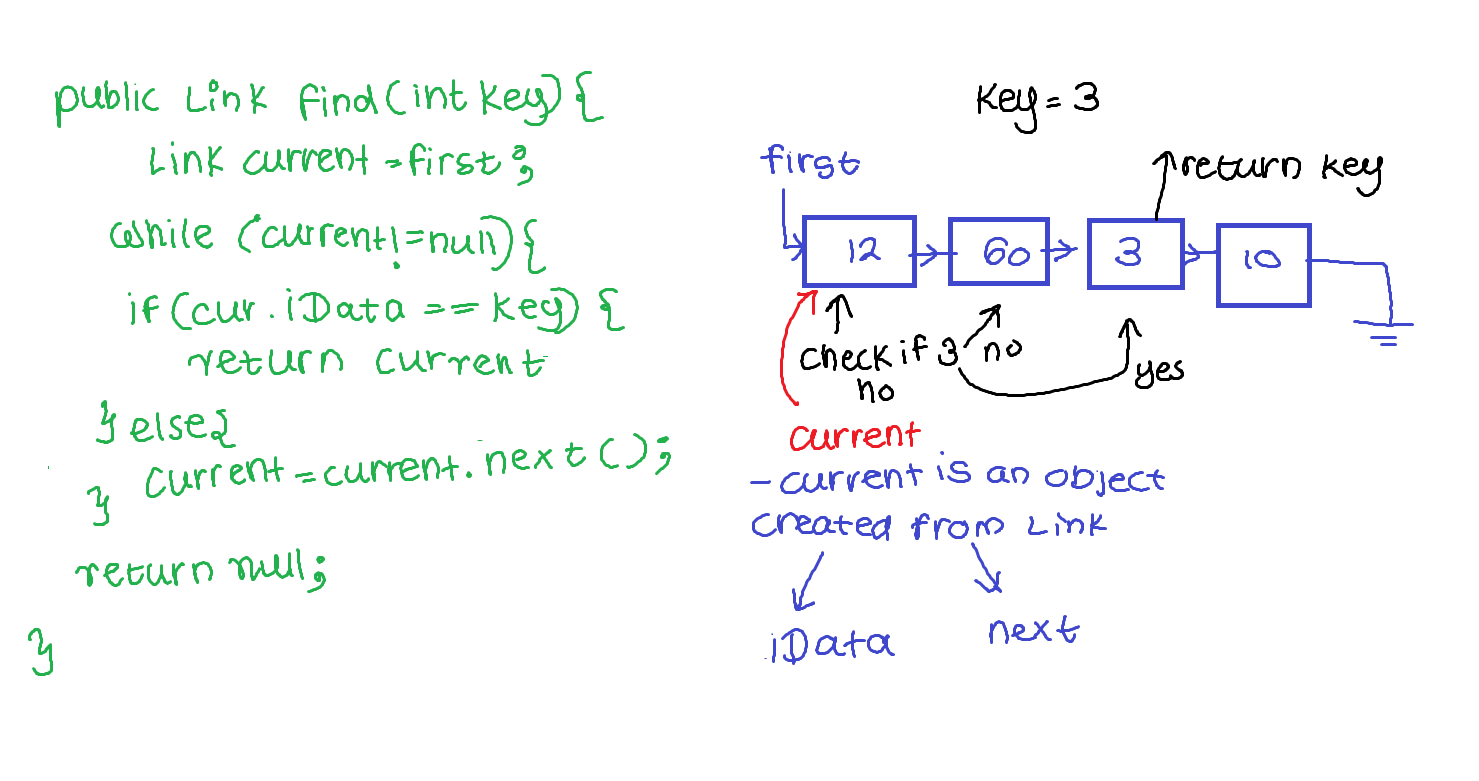 public Link find(int key){
Link current =first;
while (current!=null){
if(cur.iData == key) {
return current
}else{
current=current.next();
}
return null;
}
key = 3
first
return key
12
60
3
10
check if 3
no
no
yes
current
-current is an object
created from Link
iData
next